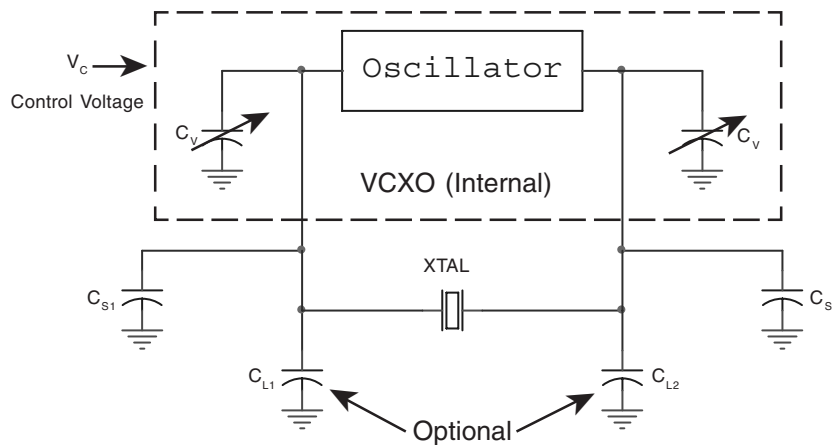 V_C
Control Voltage
Oscillator
C_V
C_V
VCXO (Internal)
XTAL
C_S1
C_S
C_L1
C_L2
Optional